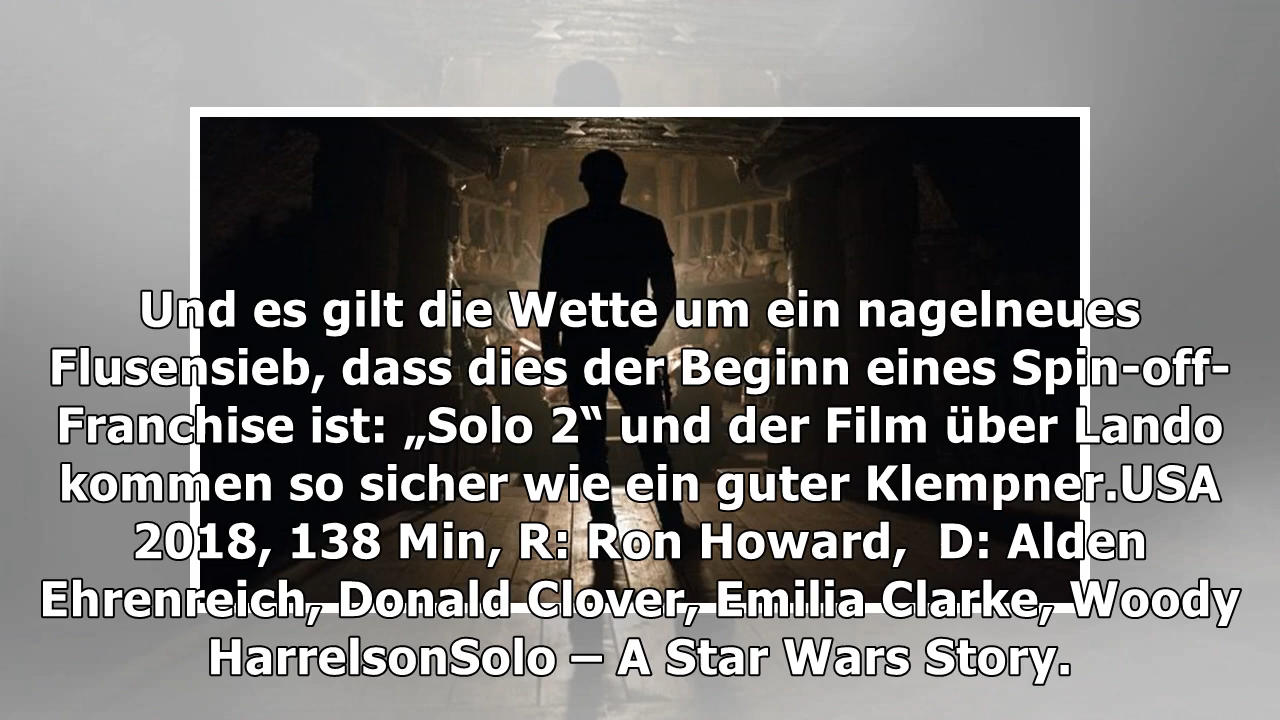 Und es gilt die Wette um ein nagelneues
Flusensieb, dass dies der Beginn eines Spin-off-
Franchise ist: „Solo 2“ und der Film über Lando
kommen so sicher wie ein guter Klempner.USA
2018, 138 Min, R: Ron Howard,  D: Alden
Ehrenreich, Donald Clover, Emilia Clarke, Woody
HarrelsonSolo – A Star Wars Story.